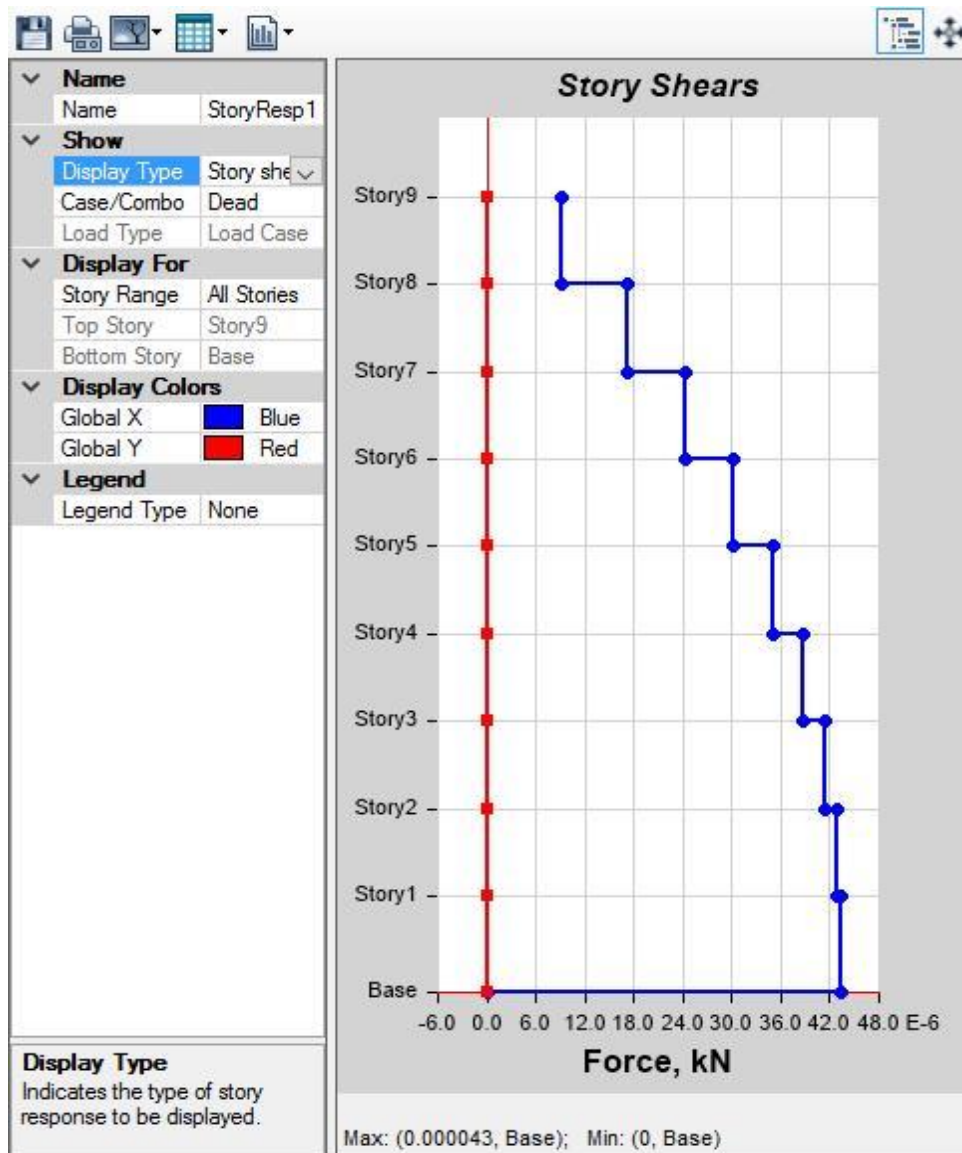 Name
Name StoryResp1
Show
Display Type Story she
Case/Combo Dead
Load Type Load Case
Display For
Story Range All Stories
Top Story Story9
Bottom Story Base
Display Colors
Global X Blue
Global Y Red
Legend
Legend Type None
Display Type
Indicates the type of story
response to be displayed.
Story Shears
Story9
Story8
Story7
Story6
Story5
Story4
Story3
Story2
Story1
Base
-6.0 0.0 6.0 12.0 18.0 24.0 30.0 36.0 42.0 48.0 E-6
Force, kN
Max: (0.000043, Base); Min: (0, Base)